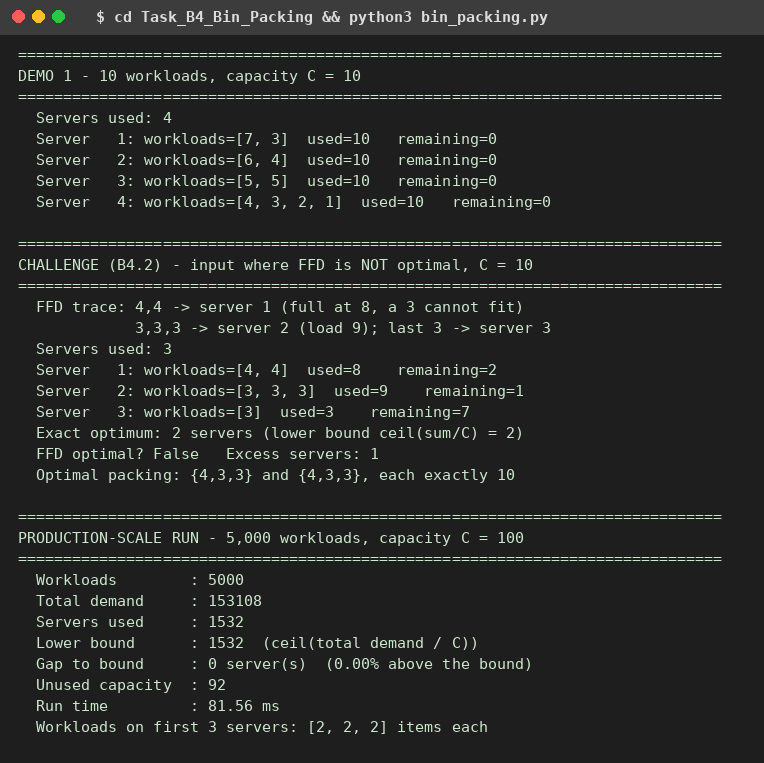 $ cd Task_B4_Bin_Packing && python3 bin_packing.py
==============================================================================
DEMO 1 - 10 workloads, capacity C = 10
==============================================================================
  Servers used: 4
  Server   1: workloads=[7, 3]  used=10   remaining=0
  Server   2: workloads=[6, 4]  used=10   remaining=0
  Server   3: workloads=[5, 5]  used=10   remaining=0
  Server   4: workloads=[4, 3, 2, 1]  used=10   remaining=0

==============================================================================
CHALLENGE (B4.2) - input where FFD is NOT optimal, C = 10
==============================================================================
  FFD trace: 4,4 -> server 1 (full at 8, a 3 cannot fit)
             3,3,3 -> server 2 (load 9); last 3 -> server 3
  Servers used: 3
  Server   1: workloads=[4, 4]  used=8    remaining=2
  Server   2: workloads=[3, 3, 3]  used=9    remaining=1
  Server   3: workloads=[3]  used=3    remaining=7
  Exact optimum: 2 servers (lower bound ceil(sum/C) = 2)
  FFD optimal? False   Excess servers: 1
  Optimal packing: {4,3,3} and {4,3,3}, each exactly 10

==============================================================================
PRODUCTION-SCALE RUN - 5,000 workloads, capacity C = 100
==============================================================================
  Workloads        : 5000
  Total demand     : 153108
  Servers used     : 1532
  Lower bound      : 1532  (ceil(total demand / C))
  Gap to bound     : 0 server(s)  (0.00% above the bound)
  Unused capacity  : 92
  Run time         : 81.56 ms
  Workloads on first 3 servers: [2, 2, 2] items each